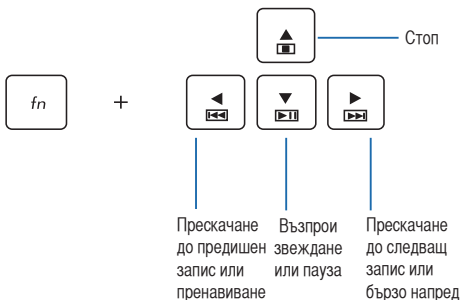 Стоп
fn +
Прескачане
до предишен
запис или
пренавиване
Възпрои
звеждане
или пауза
Прескачане
до следващ
запис или
бързо напред